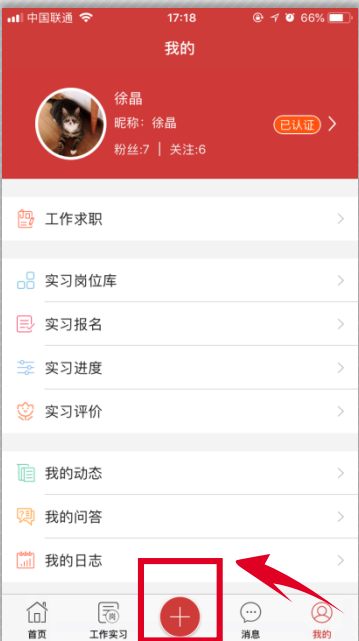 中国联通 17:18 66%
我的
徐晶
昵称：徐晶
已认证
粉丝:7 | 关注:6
工作求职
实习岗位库
实习报名
实习进度
实习评价
我的动态
我的问答
我的日志
首页 工作实习 消息 我的